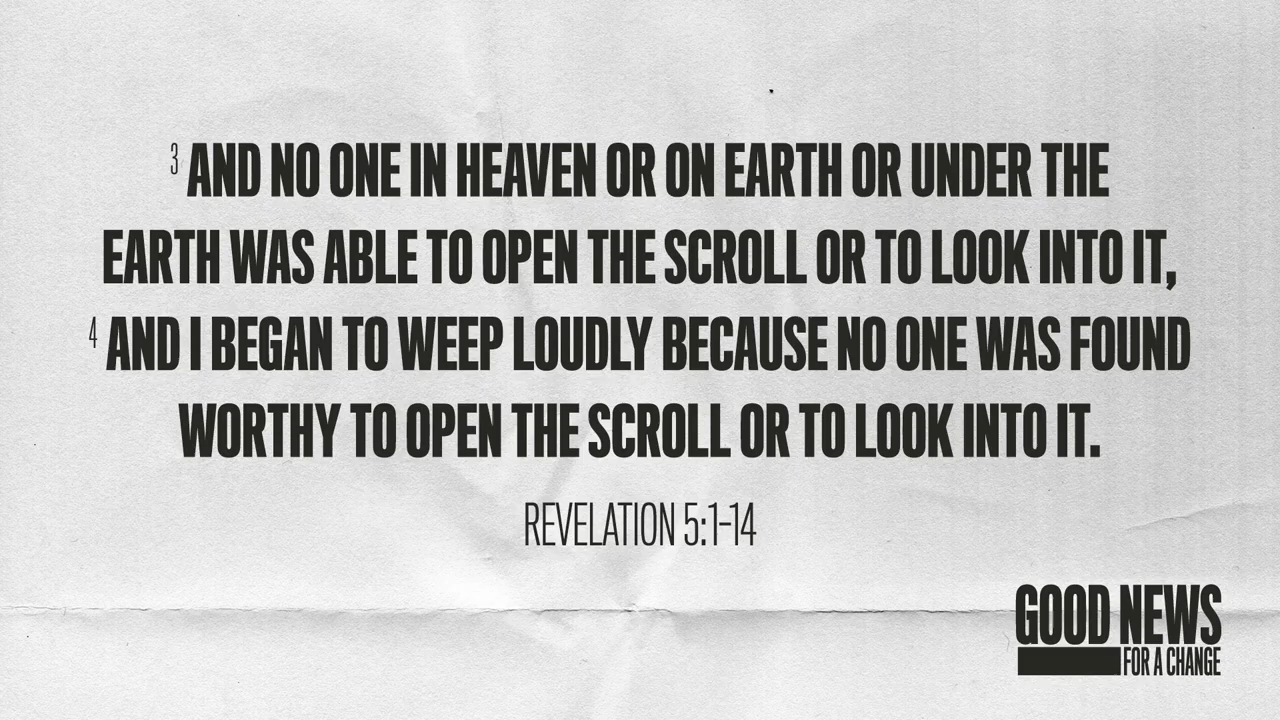 3 AND NO ONE IN HEAVEN OR ON EARTH OR UNDER THE
EARTH WAS ABLE TO OPEN THE SCROLL OR TO LOOK INTO IT,
4 AND I BEGAN TO WEEP LOUDLY BECAUSE NO ONE WAS FOUND
WORTHY TO OPEN THE SCROLL OR TO LOOK INTO IT.
REVELATION 5:1-14
GOOD NEWS
FOR A CHANGE